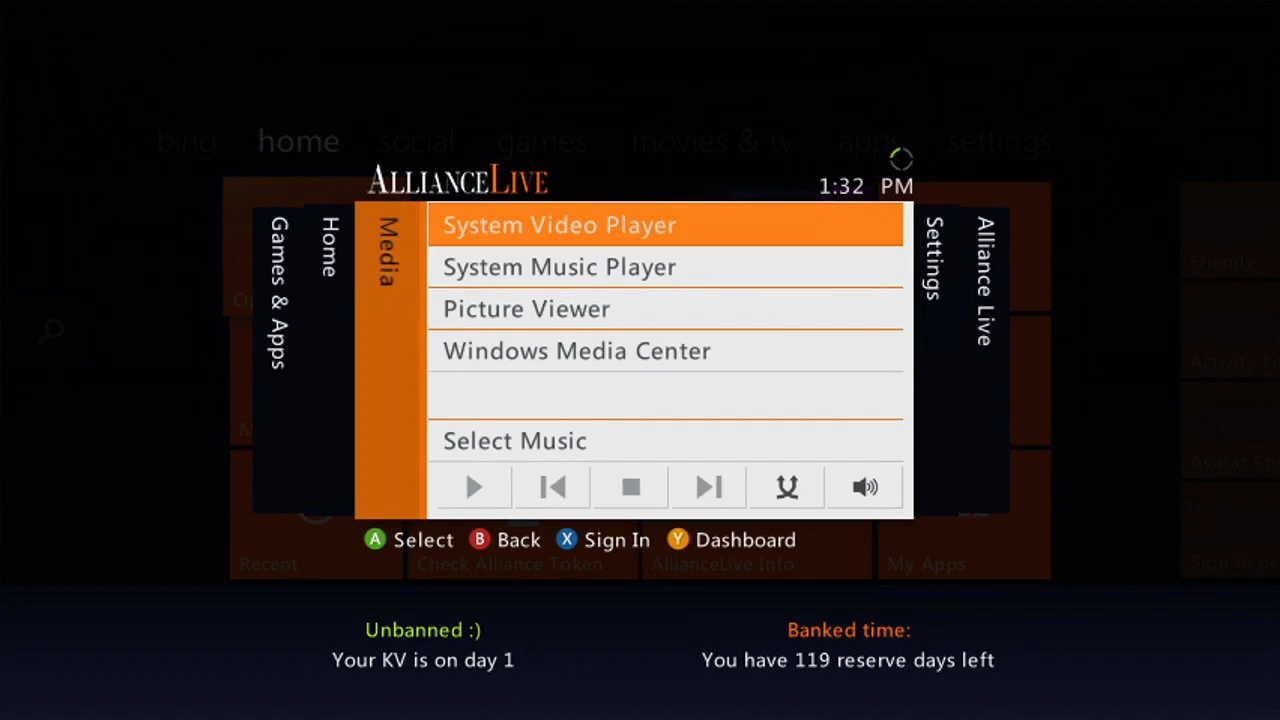 bing home social games movies & tv apps settings
ALLIANCELIVE
1:32 PM
Games & Apps
Home
Media
System Video Player
System Music Player
Picture Viewer
Windows Media Center
Select Music
Settings
Alliance Live
A Select B Back X Sign In Y Dashboard
Recent
Check Alliance Token
AllianceLive Info
My Apps
Friends
Unbanned :)
Your KV is on day 1
Banked time:
You have 119 reserve days left